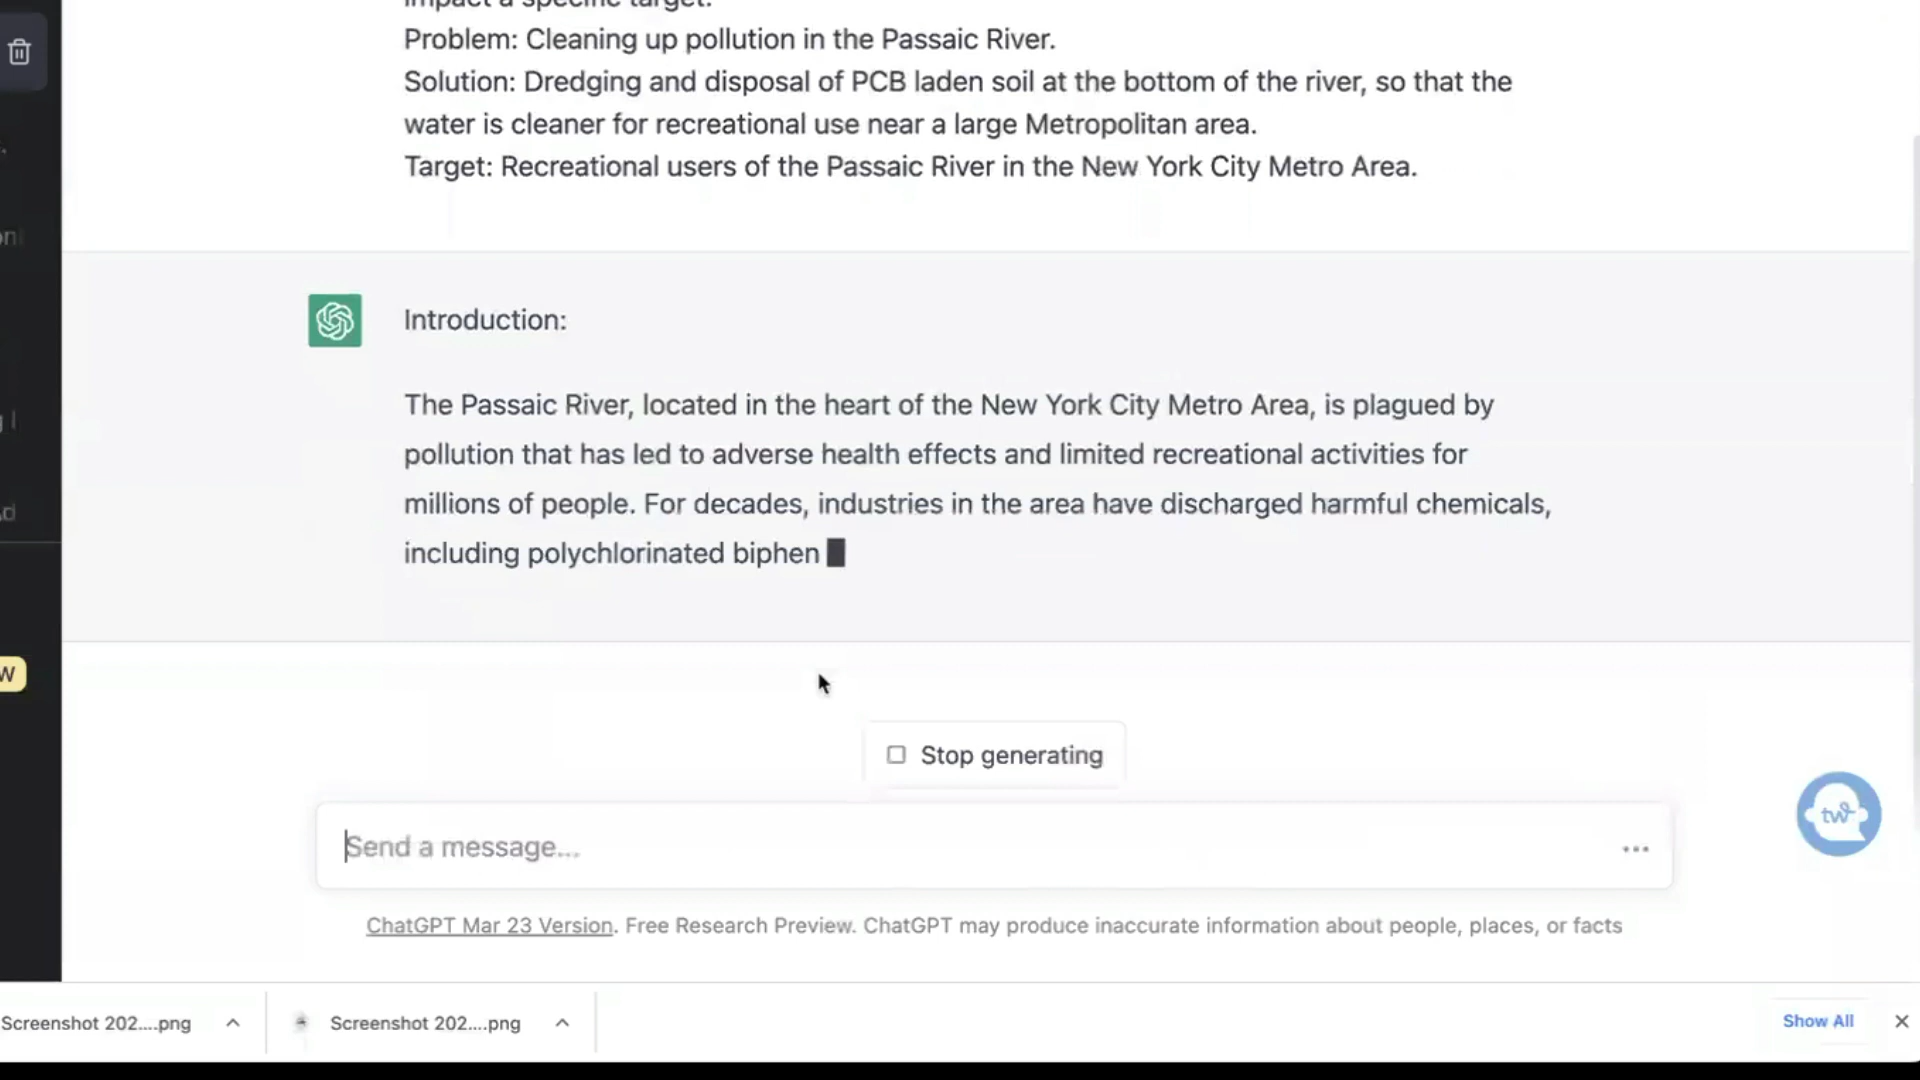 impact a specific target.
Problem: Cleaning up pollution in the Passaic River.
Solution: Dredging and disposal of PCB laden soil at the bottom of the river, so that the
water is cleaner for recreational use near a large Metropolitan area.
Target: Recreational users of the Passaic River in the New York City Metro Area.
Introduction:
The Passaic River, located in the heart of the New York City Metro Area, is plagued by
pollution that has led to adverse health effects and limited recreational activities for
millions of people. For decades, industries in the area have discharged harmful chemicals,
including polychlorinated biphen
W
Stop generating
tw
Send a message...
ChatGPT Mar 23 Version. Free Research Preview. ChatGPT may produce inaccurate information about people, places, or facts
Screenshot 202....png
Screenshot 202....png
Show All